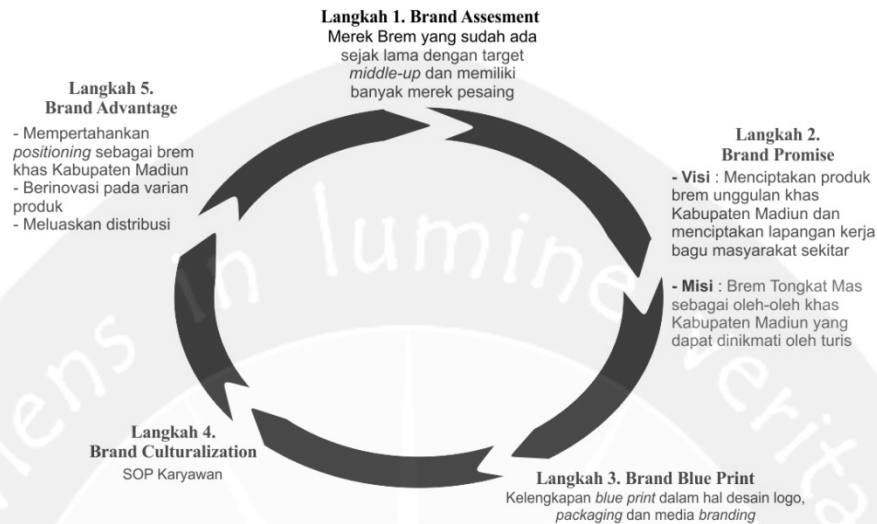 Langkah 1. Brand Assesment
Merek Brem yang sudah ada
sejak lama dengan target
middle-up dan memiliki
banyak merek pesaing
Langkah 2.
Brand Promise
- Visi : Menciptakan produk
brem unggulan khas
Kabupaten Madiun dan
menciptakan lapangan kerja
bagu masyarakat sekitar
- Misi : Brem Tongkat Mas
sebagai oleh-oleh khas
Kabupaten Madiun yang
dapat dinikmati oleh turis
Langkah 3. Brand Blue Print
Kelengkapan blue print dalam hal desain logo,
packaging dan media branding
Langkah 4.
Brand Culturalization
SOP Karyawan
Langkah 5.
Brand Advantage
- Mempertahankan
positioning sebagai brem
khas Kabupaten Madiun
- Berinovasi pada varian
produk
- Meluaskan distribusi
iens in lumine verita